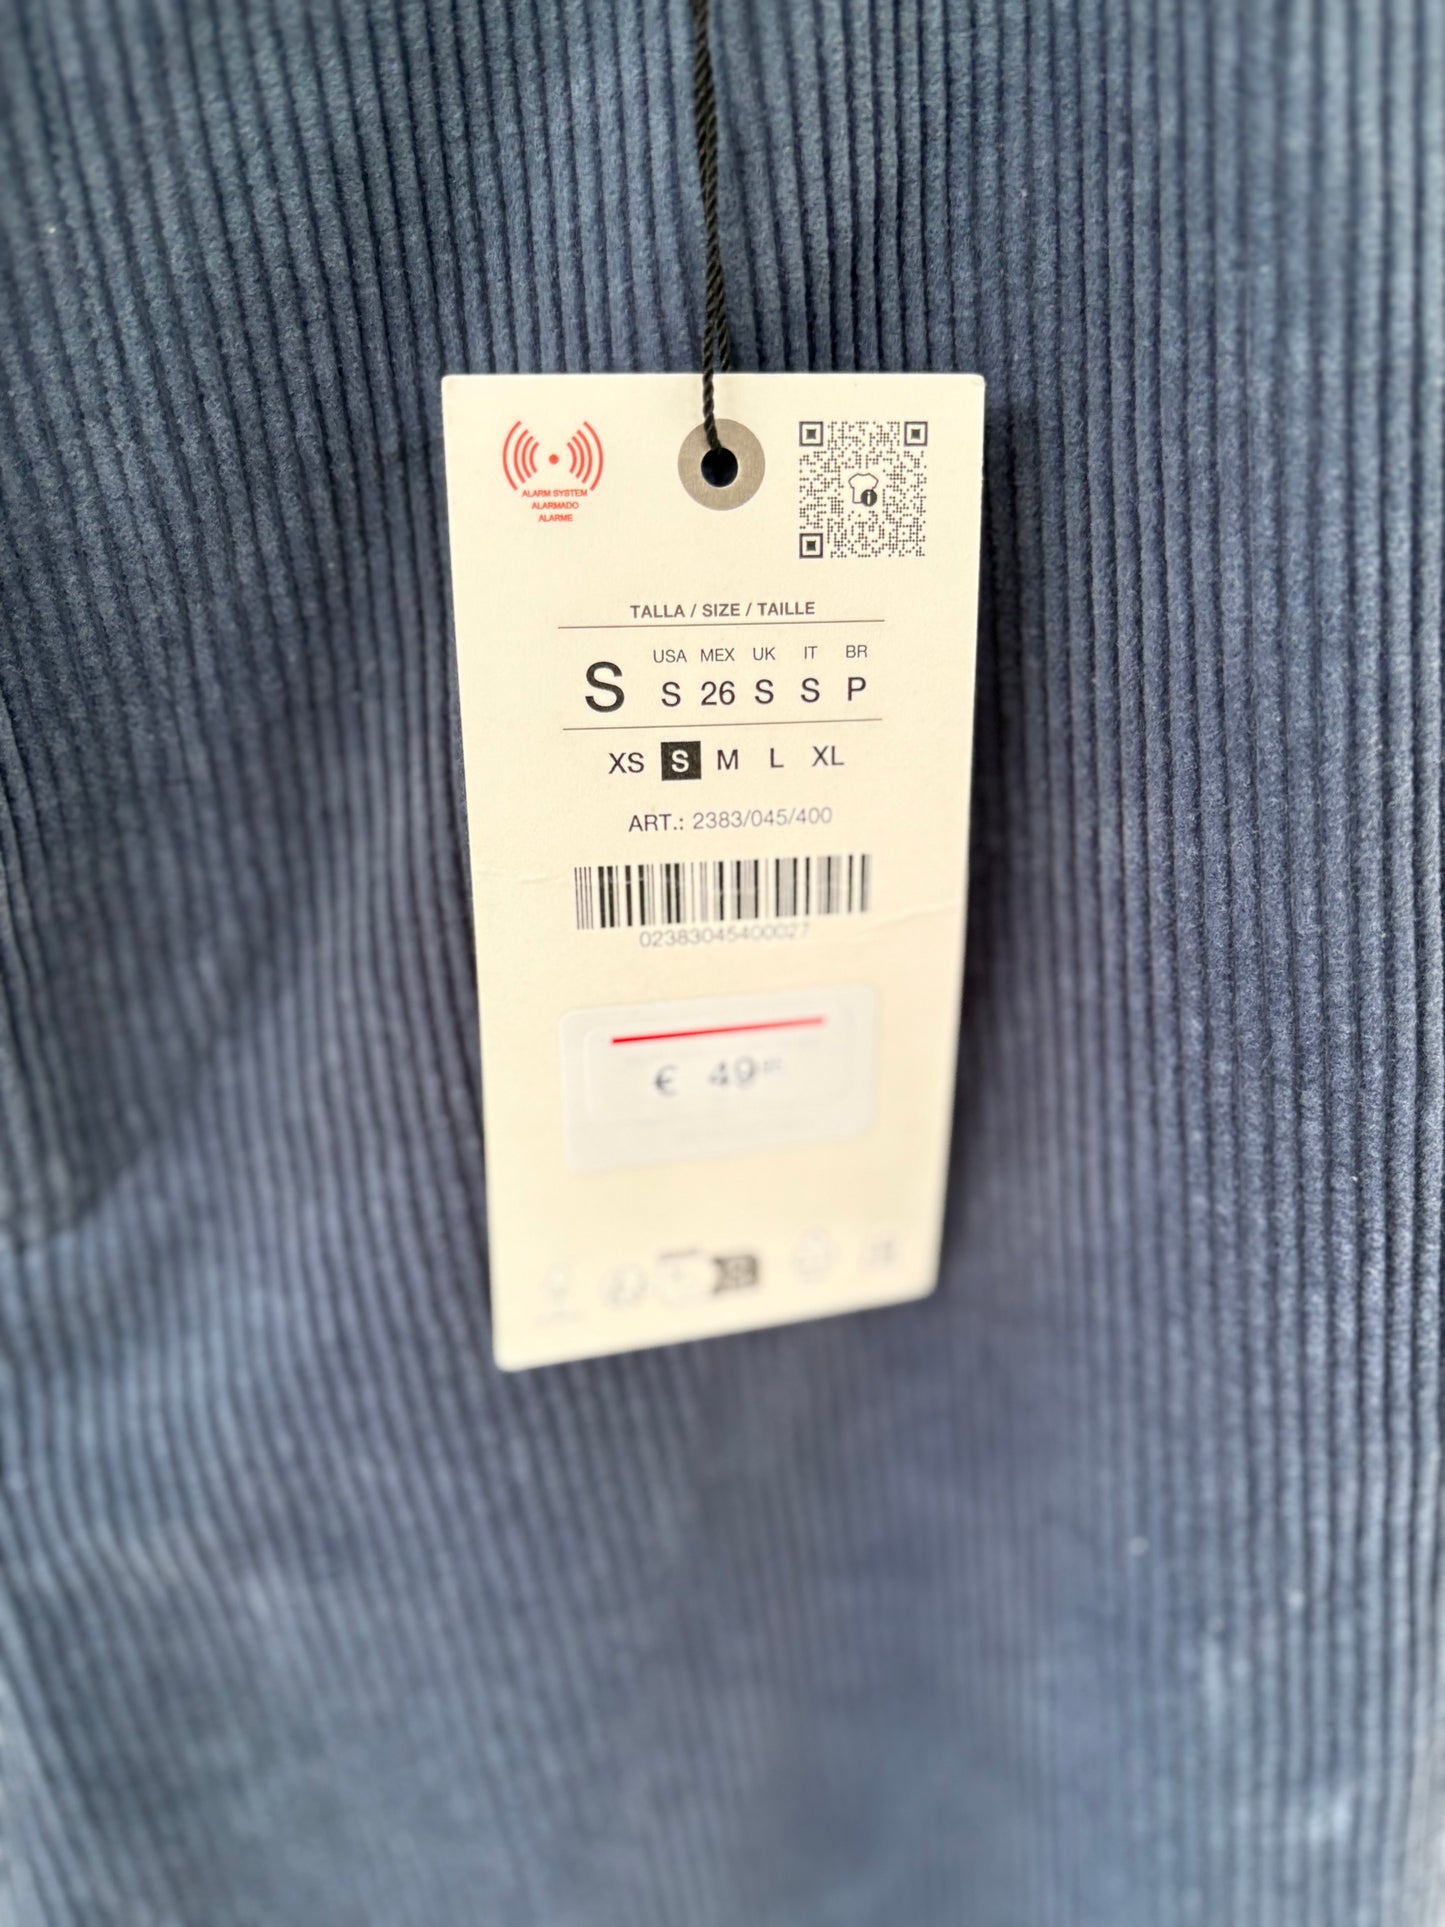 ALARM SYSTEM
ALARMADO
ALARME
TALLA / SIZE / TAILLE
USA MEX UK IT BR
S S 26 S S P
XS S M L XL
ART.: 2383/045/400
02383045400027
€ 49